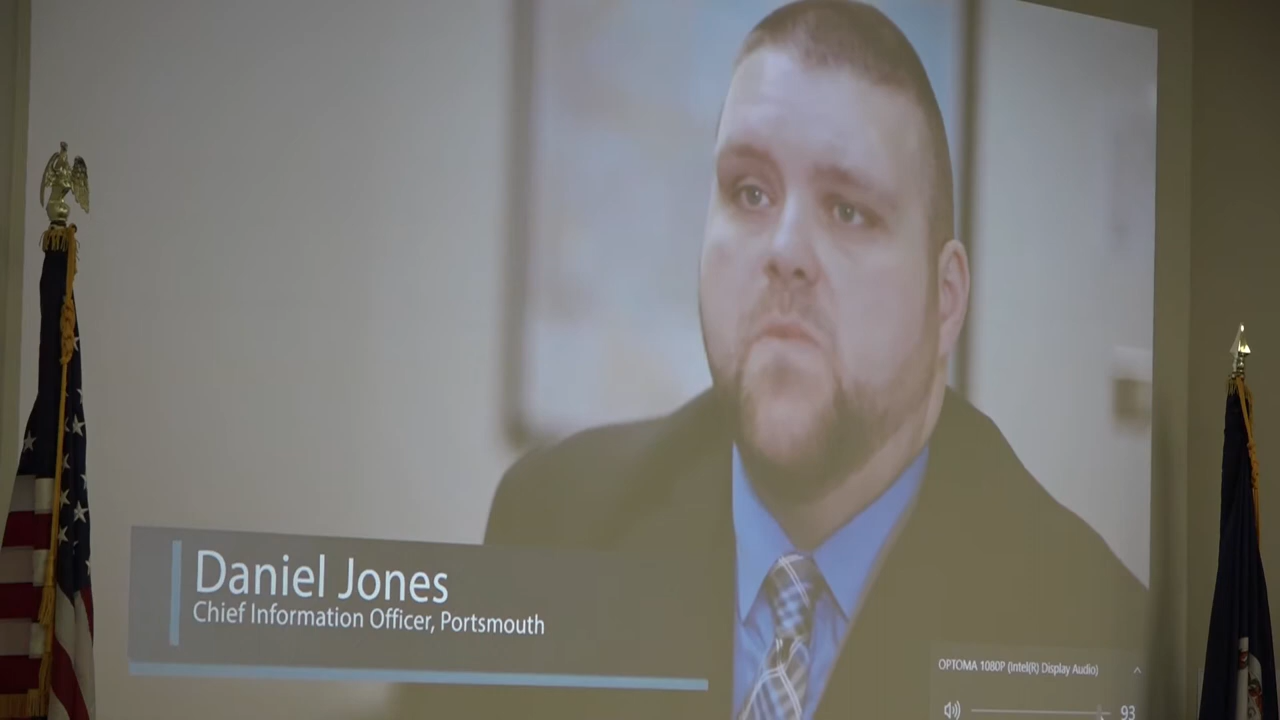 Daniel Jones
Chief Information Officer, Portsmouth
OPTOMA 1080P (Intel(R) Display Audio)
93